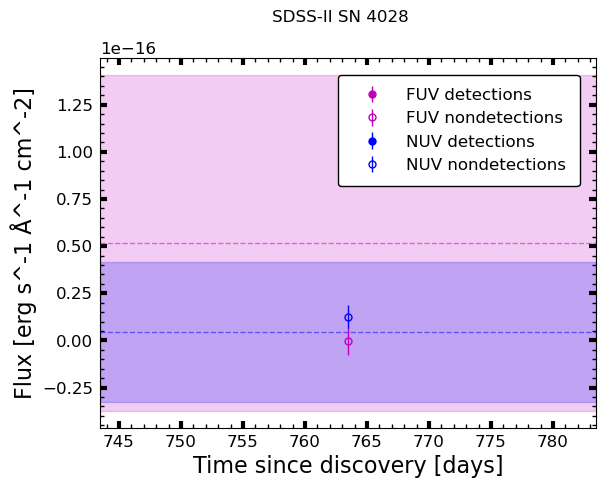 SDSS-II SN 4028
1e−16
FUV detections
FUV nondetections
NUV detections
NUV nondetections
1.25
1.00
0.75
0.50
0.25
0.00
−0.25
Flux [erg s^-1 Å^-1 cm^-2]
745 750 755 760 765 770 775 780
Time since discovery [days]